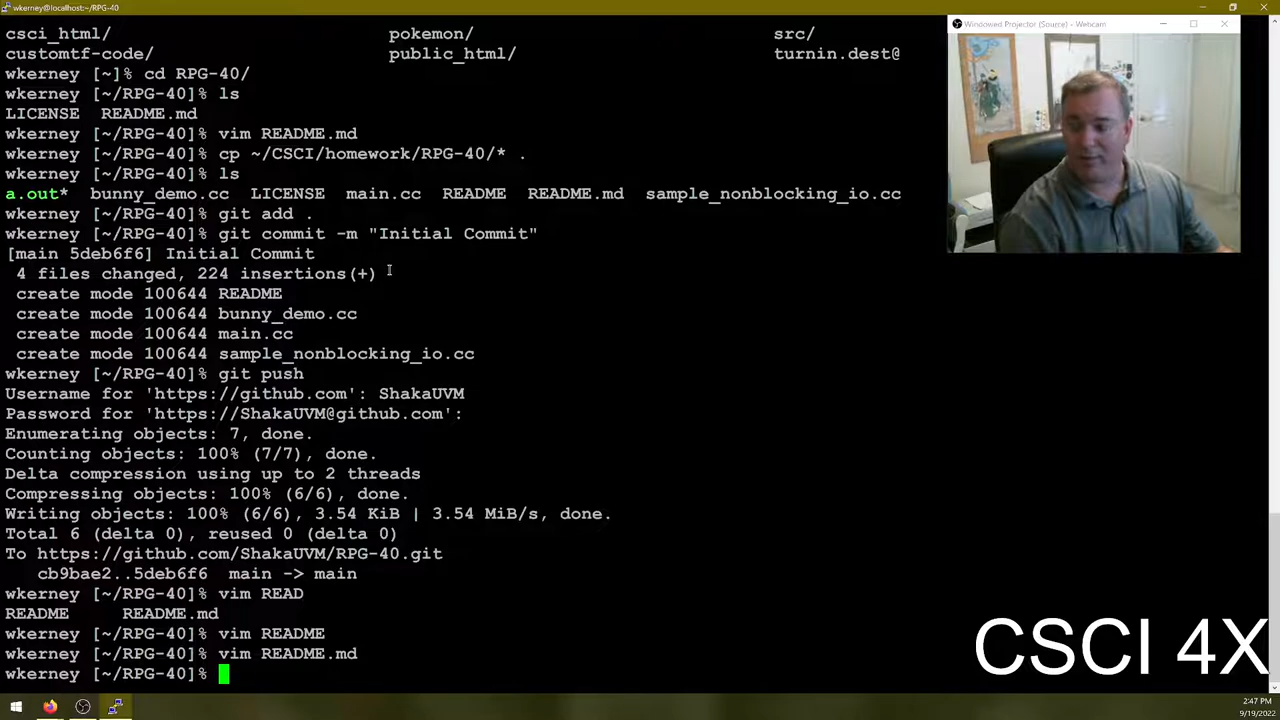 wkerney@localhost:~/RPG-40
csci_html/ pokemon/ src/
customtf-code/ public_html/ turnin.dest@
wkerney [~]% cd RPG-40/
wkerney [~/RPG-40]% ls
LICENSE README.md
wkerney [~/RPG-40]% vim README.md
wkerney [~/RPG-40]% cp ~/CSCI/homework/RPG-40/* .
wkerney [~/RPG-40]% ls
a.out* bunny_demo.cc LICENSE main.cc README README.md sample_nonblocking_io.cc
wkerney [~/RPG-40]% git add .
wkerney [~/RPG-40]% git commit -m "Initial Commit"
[main 5deb6f6] Initial Commit
4 files changed, 224 insertions(+)
create mode 100644 README
create mode 100644 bunny_demo.cc
create mode 100644 main.cc
create mode 100644 sample_nonblocking_io.cc
wkerney [~/RPG-40]% git push
Username for 'https://github.com': ShakaUVM
Password for 'https://ShakaUVM@github.com':
Enumerating objects: 7, done.
Counting objects: 100% (7/7), done.
Delta compression using up to 2 threads
Compressing objects: 100% (6/6), done.
Writing objects: 100% (6/6), 3.54 KiB | 3.54 MiB/s, done.
Total 6 (delta 0), reused 0 (delta 0)
To https://github.com/ShakaUVM/RPG-40.git
cb9bae2..5deb6f6 main -> main
wkerney [~/RPG-40]% vim READ
README README.md
wkerney [~/RPG-40]% vim README
wkerney [~/RPG-40]% vim README.md
wkerney [~/RPG-40]%
Windowed Projector (Source) - Webcam
CSCI 4X
2:47 PM
9/19/2022